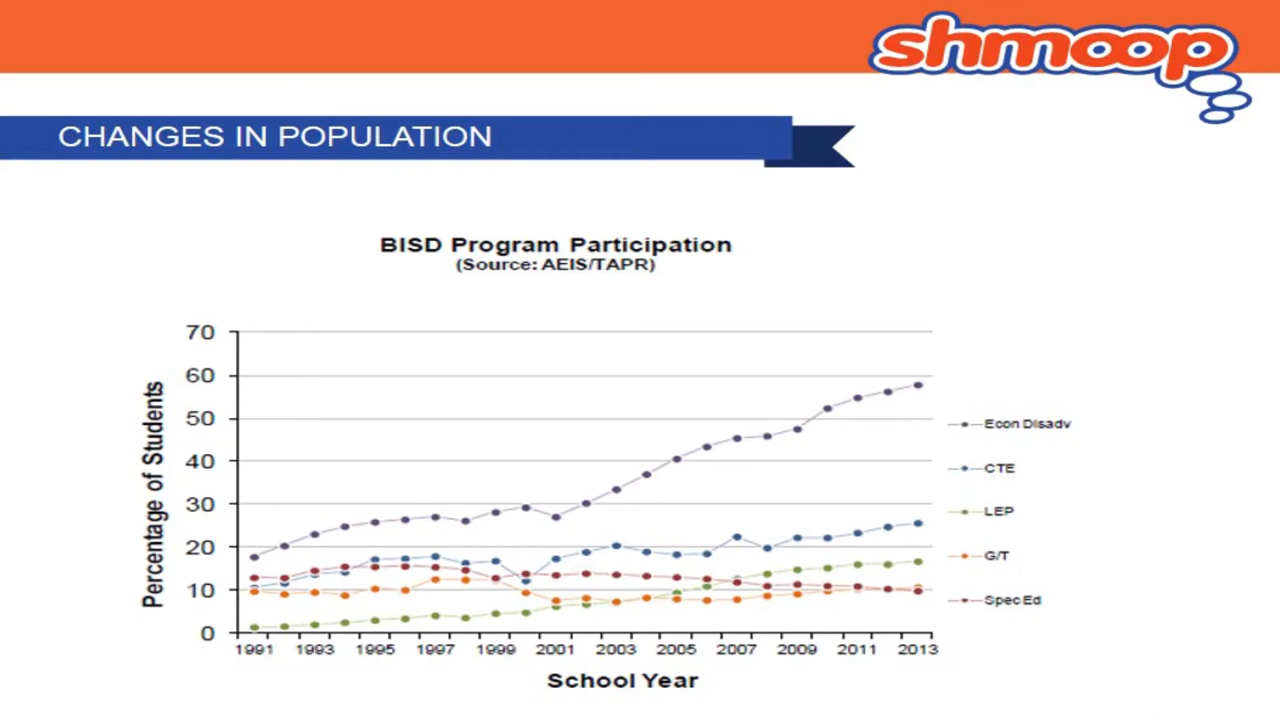 shmoop
CHANGES IN POPULATION
BISD Program Participation
(Source: AEIS/TAPR)
Percentage of Students
70
60
50
40
30
20
10
0
1991 1993 1995 1997 1999 2001 2003 2005 2007 2009 2011 2013
School Year
Econ Disadv
CTE
LEP
G/T
Spec Ed